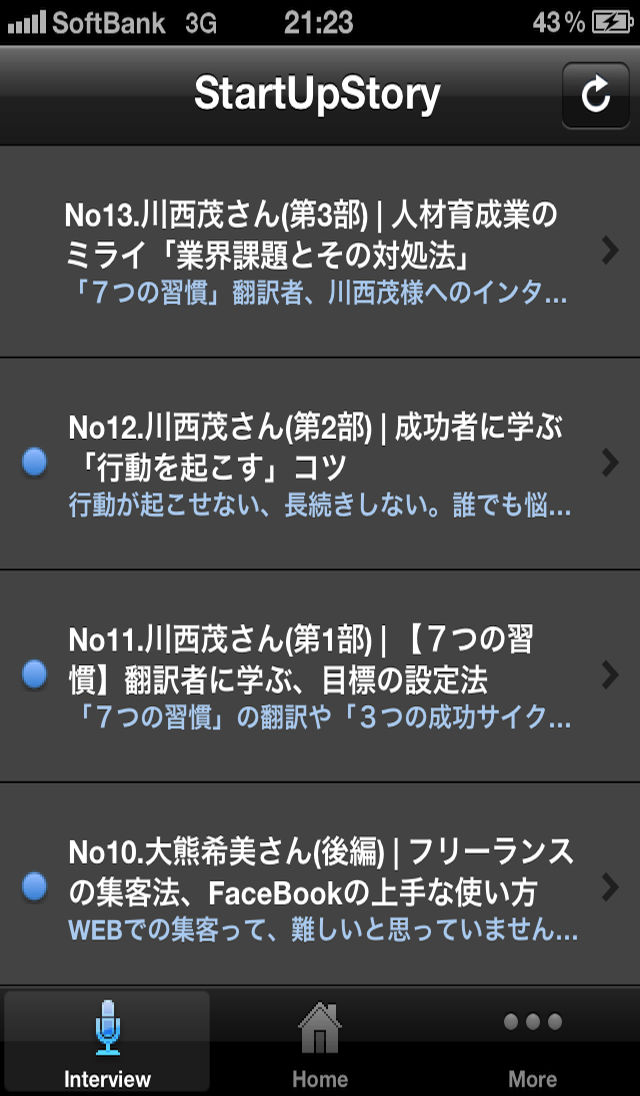 SoftBank 3G 21:23 43%
StartUpStory
No13.川西茂さん(第3部) | 人材育成業の
ミライ「業界課題とその対処法」
「７つの習慣」翻訳者、川西茂様へのインタ...
No12.川西茂さん(第2部) | 成功者に学ぶ
「行動を起こす」コツ
行動が起こせない、長続きしない。誰でも悩...
No11.川西茂さん(第1部) | 【７つの習
慣】翻訳者に学ぶ、目標の設定法
「７つの習慣」の翻訳や「３つの成功サイク...
No10.大熊希美さん(後編) | フリーランス
の集客法、FaceBookの上手な使い方
WEBでの集客って、難しいと思っていません...
Interview Home More